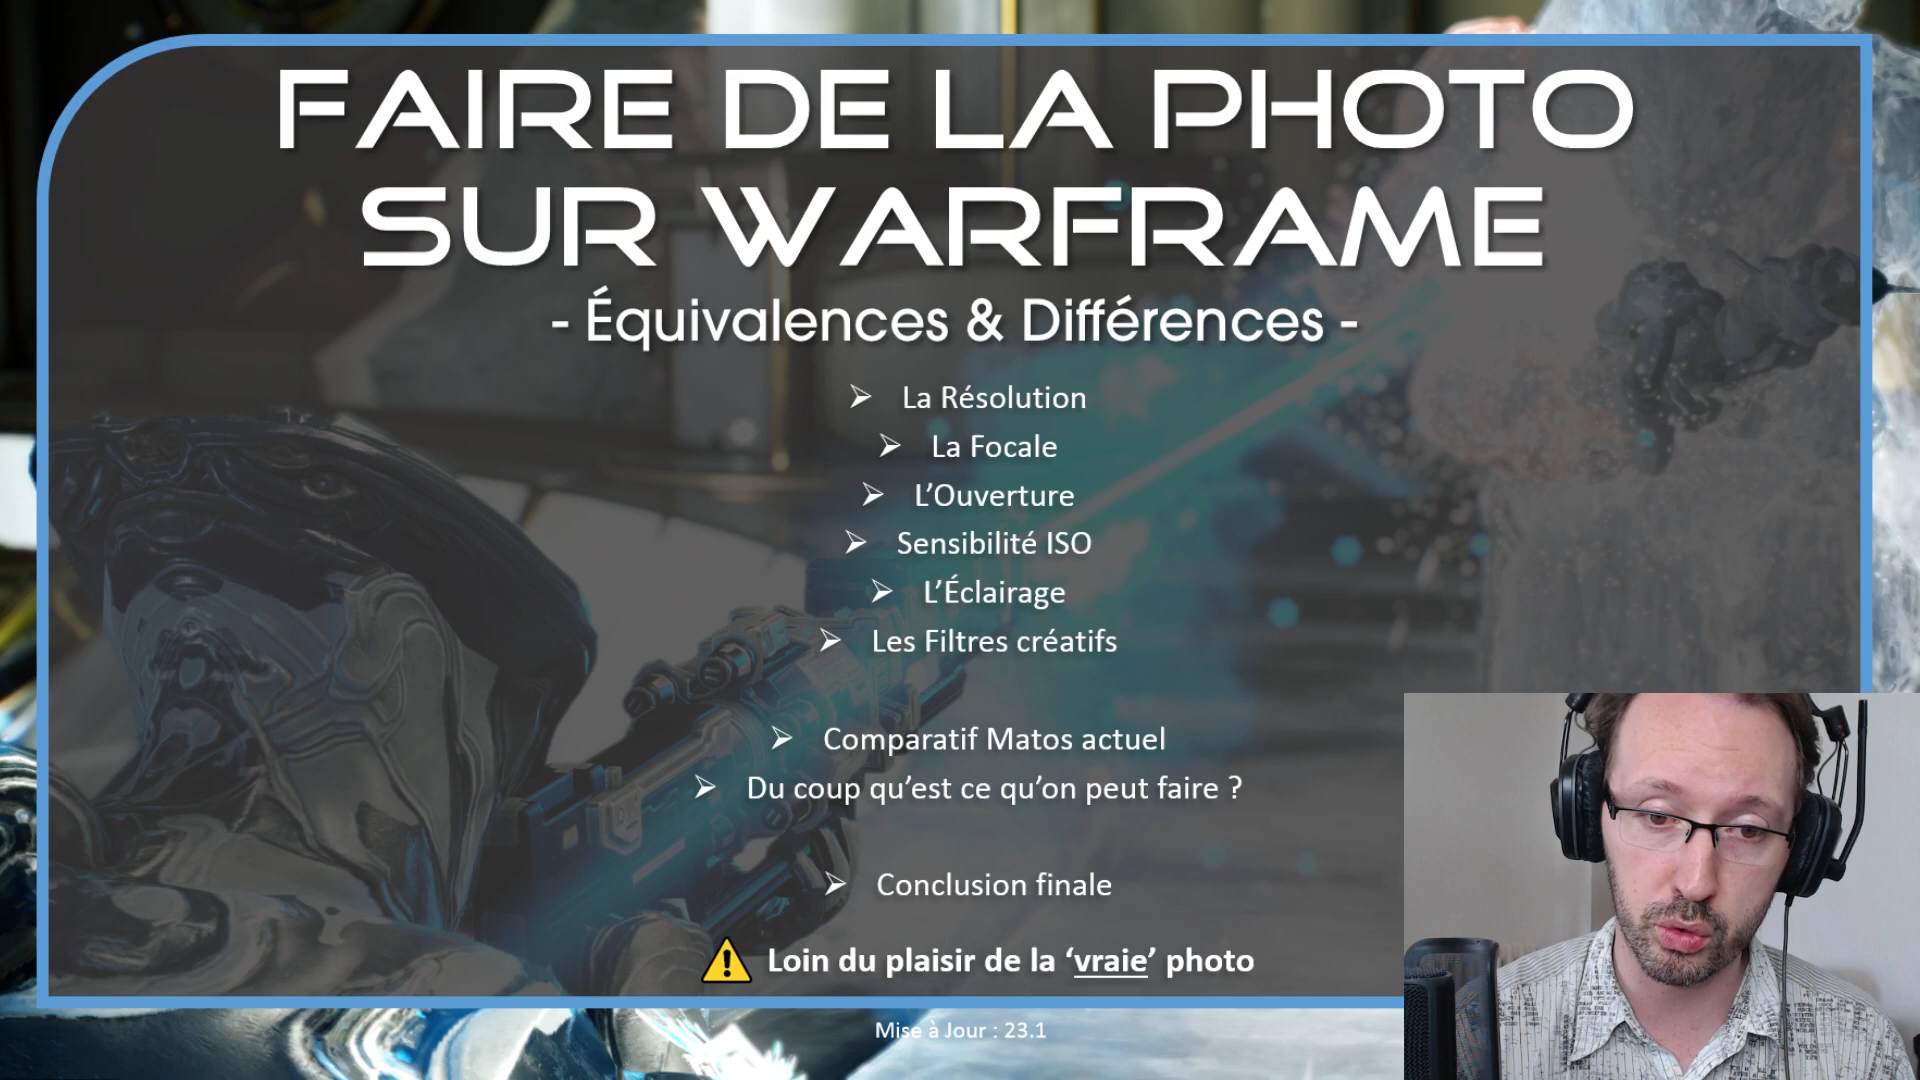 FAIRE DE LA PHOTO
SUR WARFRAME
- Équivalences & Différences -
➢ La Résolution
➢ La Focale
➢ L’Ouverture
➢ Sensibilité ISO
➢ L’Éclairage
➢ Les Filtres créatifs
➢ Comparatif Matos actuel
➢ Du coup qu’est ce qu’on peut faire ?
➢ Conclusion finale
⚠ Loin du plaisir de la ‘vraie’ photo
Mise à Jour : 23.1